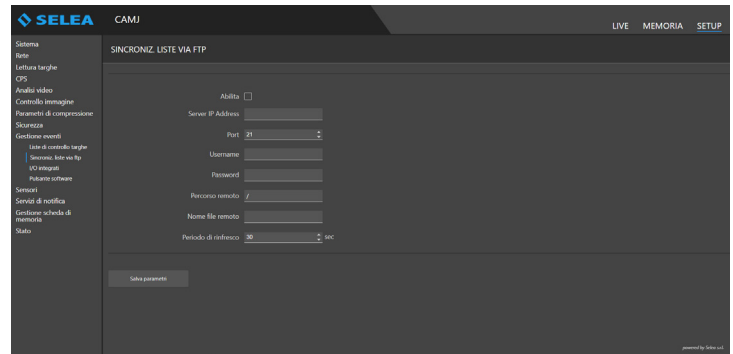 SELEA
CAMJ
LIVE MEMORIA SETUP
Sistema
Rete
Lettura targhe
CPS
Analisi video
Controllo immagine
Parametri di compressione
Sicurezza
Gestione eventi
Liste di controllo targhe
Sincroniz. liste via ftp
I/O integrati
Pulsante software
Sensori
Servizi di notifica
Gestione scheda di
memoria
Stato
SINCRONIZ. LISTE VIA FTP
Abilita
Server IP Address
Port 21
Username
Password
Percorso remoto /
Nome file remoto
Periodo di rinfresco 30 sec
Salva parametri
powered by Selea s.r.l.